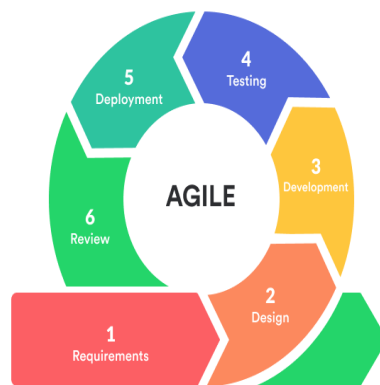 AGILE
1
Requirements
2
Design
3
Development
4
Testing
5
Deployment
6
Review